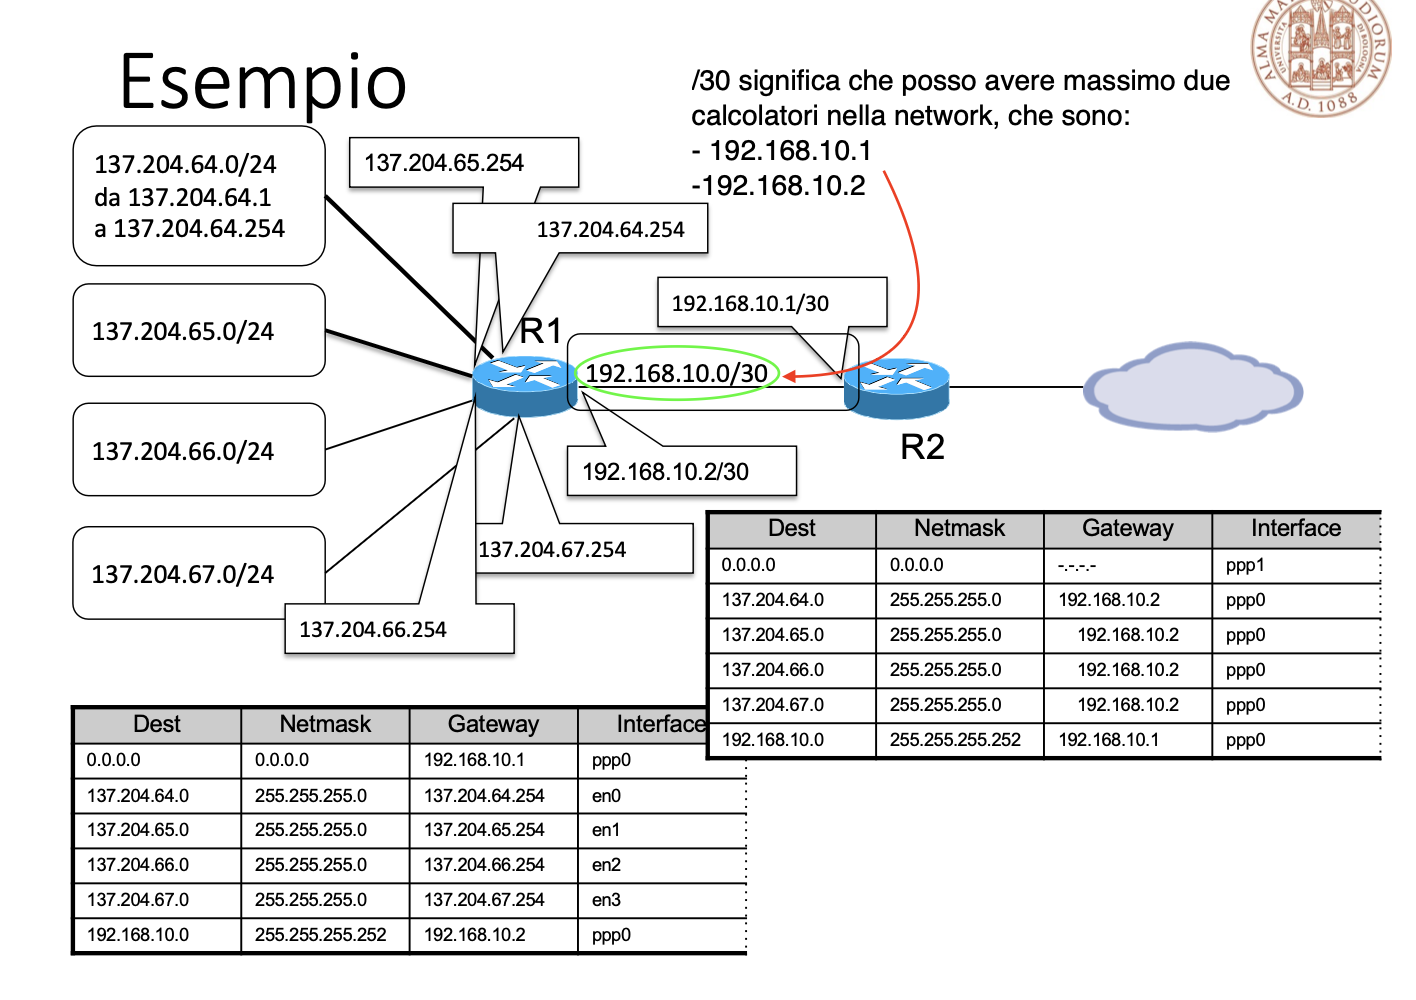 Esempio
/30 significa che posso avere massimo due
calcolatori nella network, che sono:
- 192.168.10.1
-192.168.10.2
137.204.64.0/24
da 137.204.64.1
a 137.204.64.254
137.204.65.254
137.204.64.254
137.204.65.0/24
192.168.10.1/30
R1
192.168.10.0/30
R2
137.204.66.0/24
192.168.10.2/30
137.204.67.254
137.204.67.0/24
137.204.66.254
Dest Netmask Gateway Interface
0.0.0.0 0.0.0.0 -.-.-.- ppp1
137.204.64.0 255.255.255.0 192.168.10.2 ppp0
137.204.65.0 255.255.255.0 192.168.10.2 ppp0
137.204.66.0 255.255.255.0 192.168.10.2 ppp0
137.204.67.0 255.255.255.0 192.168.10.2 ppp0
192.168.10.0 255.255.255.252 192.168.10.1 ppp0
Dest Netmask Gateway Interface
0.0.0.0 0.0.0.0 192.168.10.1 ppp0
137.204.64.0 255.255.255.0 137.204.64.254 en0
137.204.65.0 255.255.255.0 137.204.65.254 en1
137.204.66.0 255.255.255.0 137.204.66.254 en2
137.204.67.0 255.255.255.0 137.204.67.254 en3
192.168.10.0 255.255.255.252 192.168.10.2 ppp0
A.D. 1088